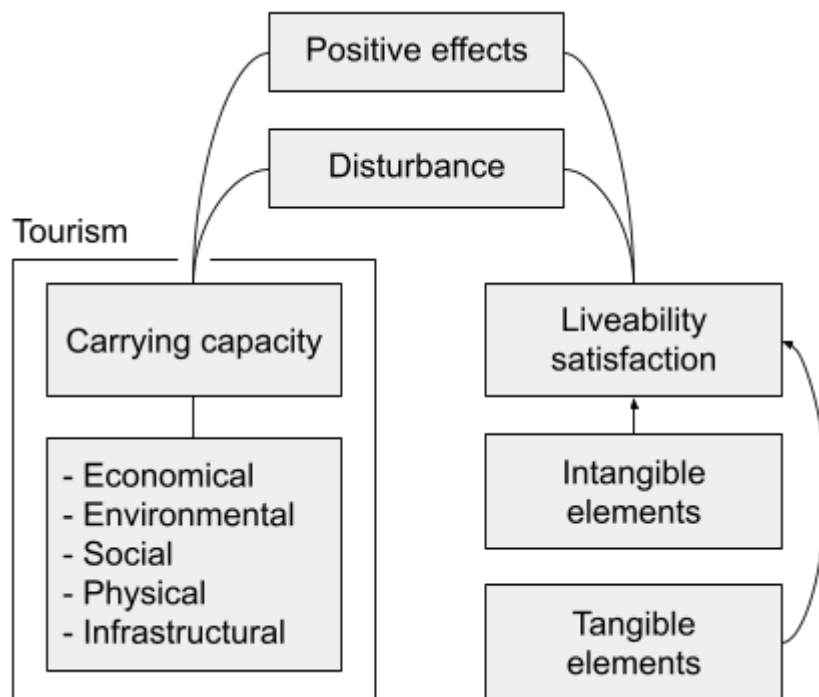 Positive effects
Disturbance
Tourism
Carrying capacity
- Economical
- Environmental
- Social
- Physical
- Infrastructural
Liveability
satisfaction
Intangible
elements
Tangible
elements